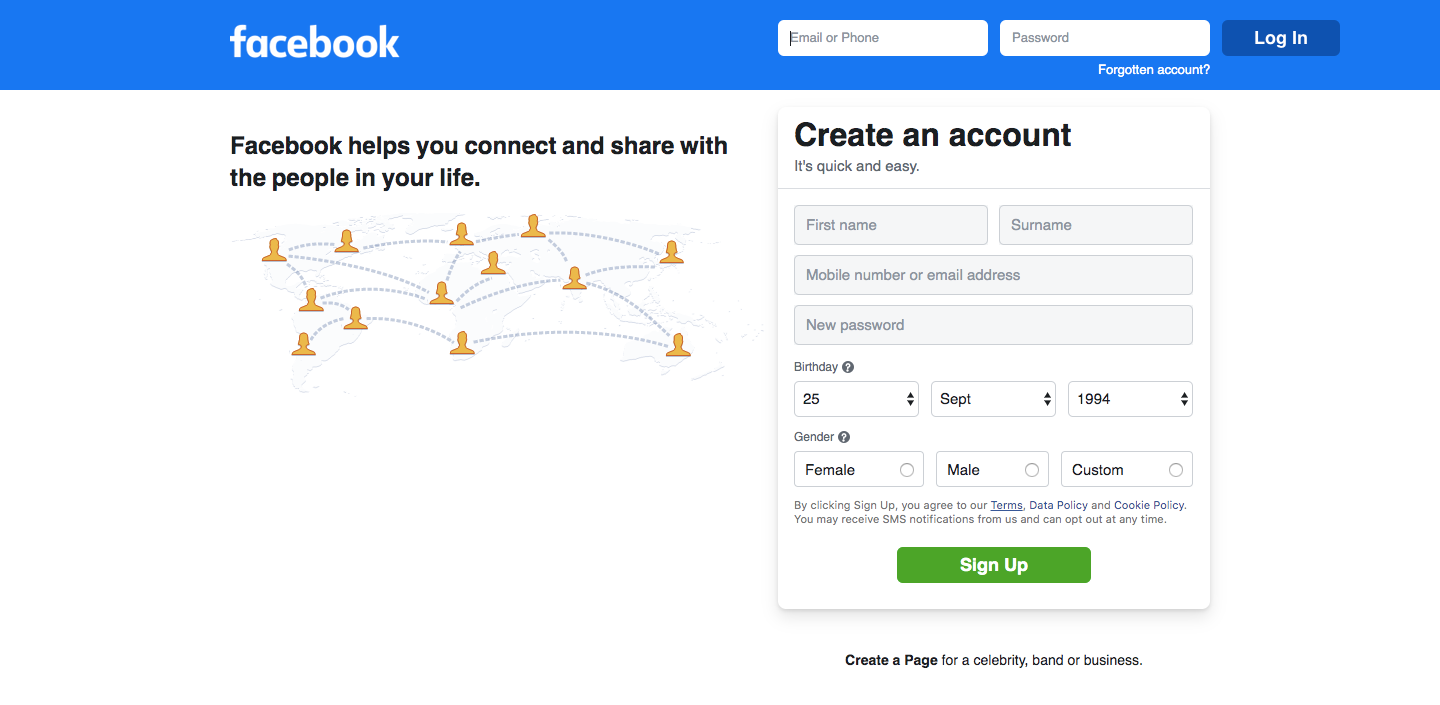 facebook
Email or Phone
Password
Log In
Forgotten account?
Facebook helps you connect and share with
the people in your life.
Create an account
It's quick and easy.
First name
Surname
Mobile number or email address
New password
Birthday ?
25
Sept
1994
Gender ?
Female
Male
Custom
By clicking Sign Up, you agree to our Terms, Data Policy and Cookie Policy.
You may receive SMS notifications from us and can opt out at any time.
Sign Up
Create a Page for a celebrity, band or business.